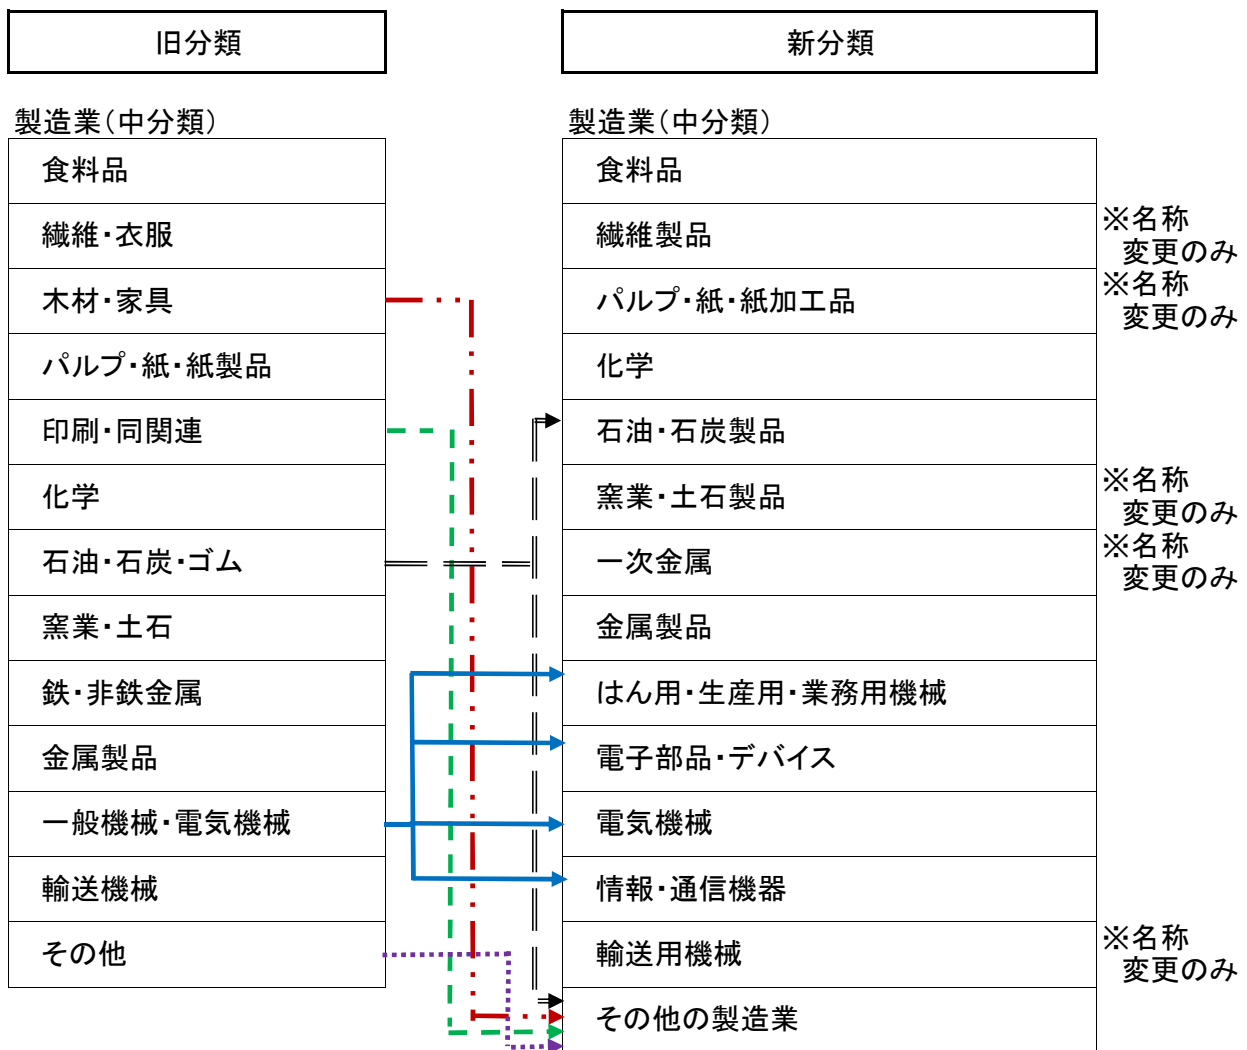 旧分類
新分類
製造業(中分類)
製造業(中分類)
食料品
繊維・衣服
木材・家具
パルプ・紙・紙製品
印刷・同関連
化学
石油・石炭・ゴム
窯業・土石
鉄・非鉄金属
金属製品
一般機械・電気機械
輸送機械
その他
食料品
繊維製品
※名称
変更のみ
パルプ・紙・紙加工品
※名称
変更のみ
化学
石油・石炭製品
窯業・土石製品
※名称
変更のみ
一次金属
※名称
変更のみ
金属製品
はん用・生産用・業務用機械
電子部品・デバイス
電気機械
情報・通信機器
輸送用機械
※名称
変更のみ
その他の製造業